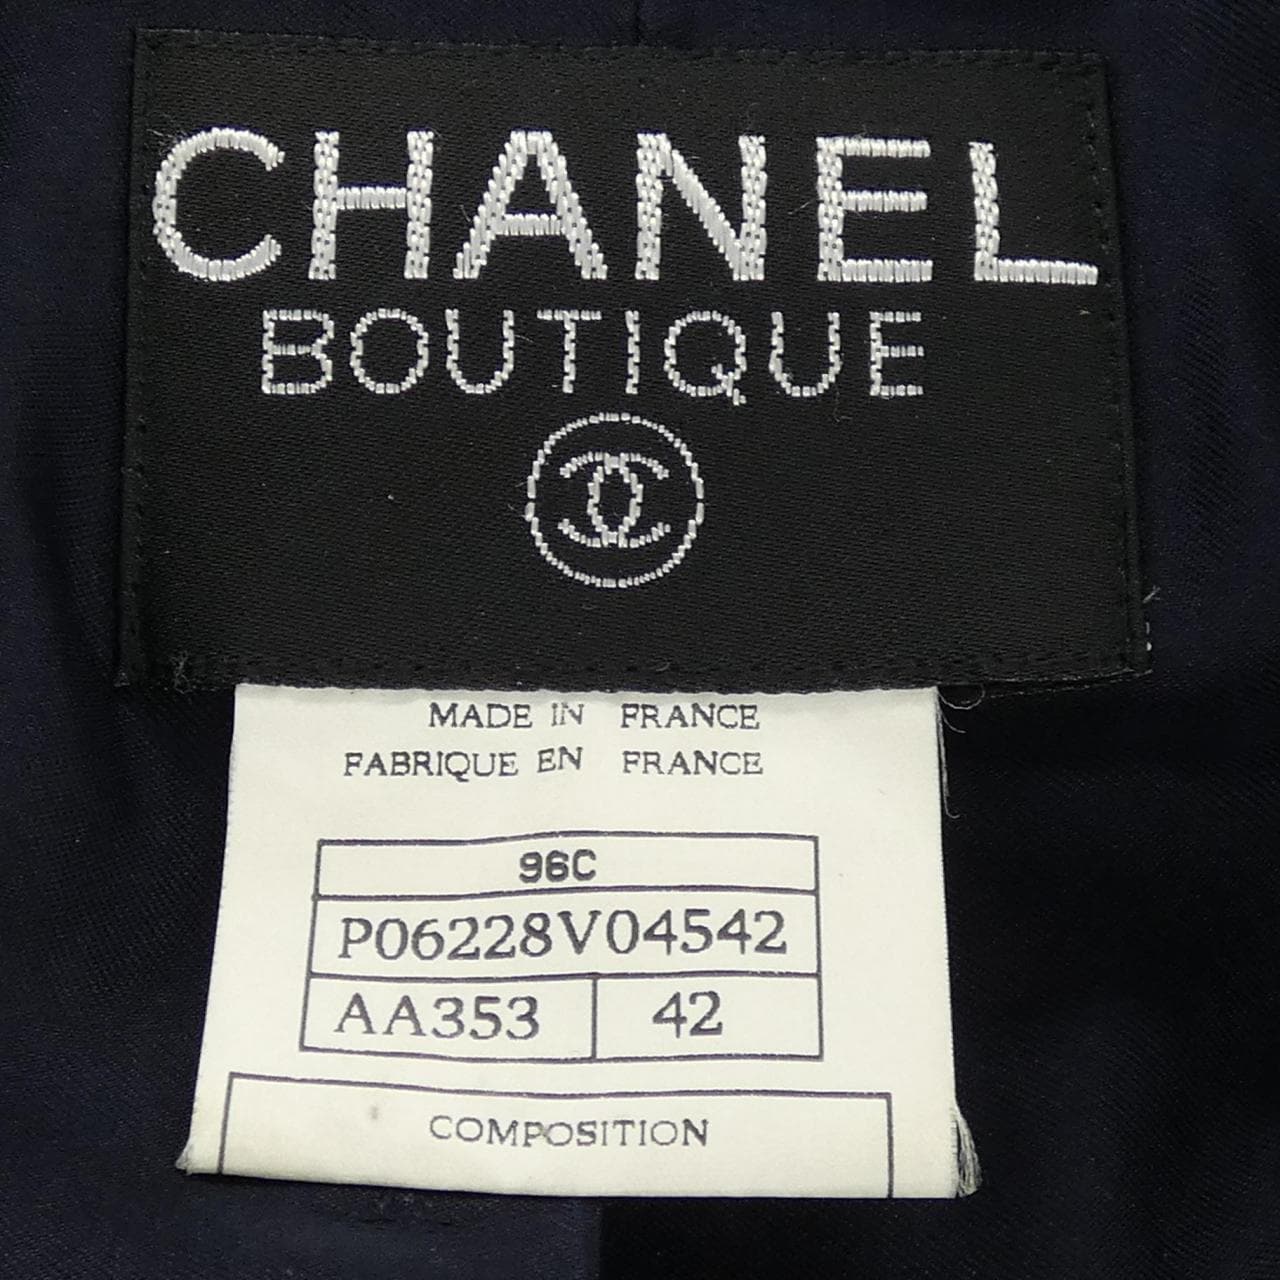 CHANEL
BOUTIQUE
MADE IN FRANCE
FABRIQUE EN FRANCE
96C
P06228V04542
AA353 42
COMPOSITION